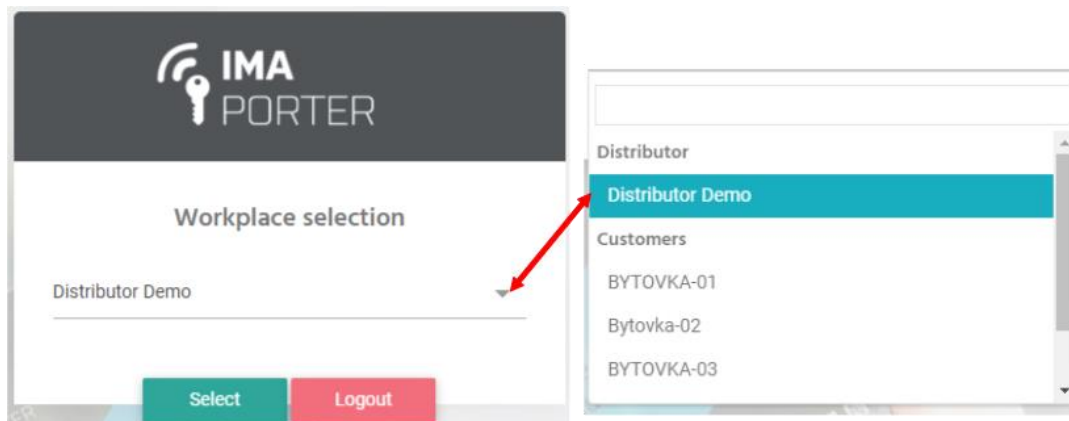 IMA
PORTER
Workplace selection
Distributor Demo
Select
Logout
Distributor
Distributor Demo
Customers
BYTOVKA-01
Bytovka-02
BYTOVKA-03